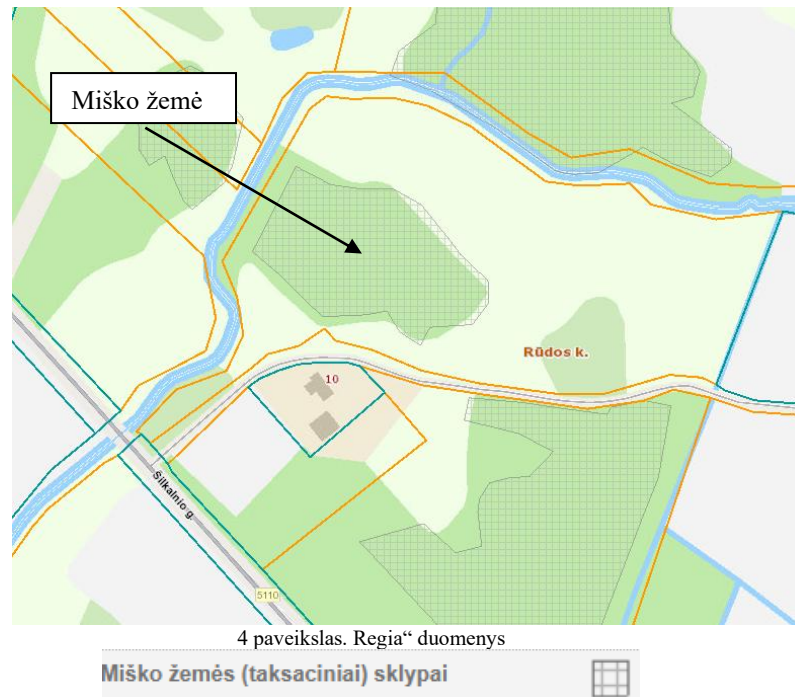 Miško žemė
Rūdos k.
10
Šilkalnio g.
5110
4 paveikslas. Regia“ duomenys
Miško žemės (taksaciniai) sklypai